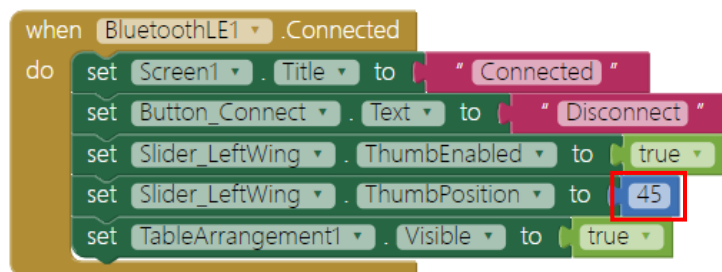 when BluetoothLE1 .Connected
do set Screen1 . Title to " Connected "
set Button_Connect . Text to " Disconnect "
set Slider_LeftWing . ThumbEnabled to true
set Slider_LeftWing . ThumbPosition to 45
set TableArrangement1 . Visible to true